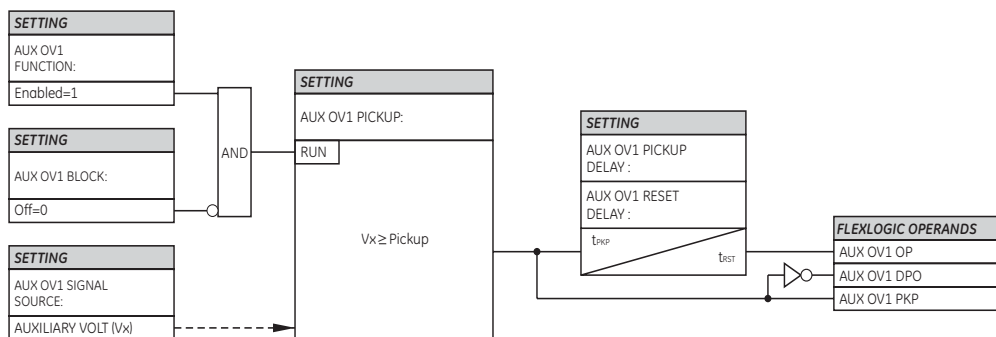 SETTING
AUX OV1
FUNCTION:
Enabled=1
SETTING
AUX OV1 BLOCK:
Off=0
SETTING
AUX OV1 SIGNAL
SOURCE:
AUXILIARY VOLT (Vx)
AND
SETTING
AUX OV1 PICKUP:
RUN
Vx ≥ Pickup
SETTING
AUX OV1 PICKUP
DELAY :
AUX OV1 RESET
DELAY :
tPKP
tRST
FLEXLOGIC OPERANDS
AUX OV1 OP
AUX OV1 DPO
AUX OV1 PKP